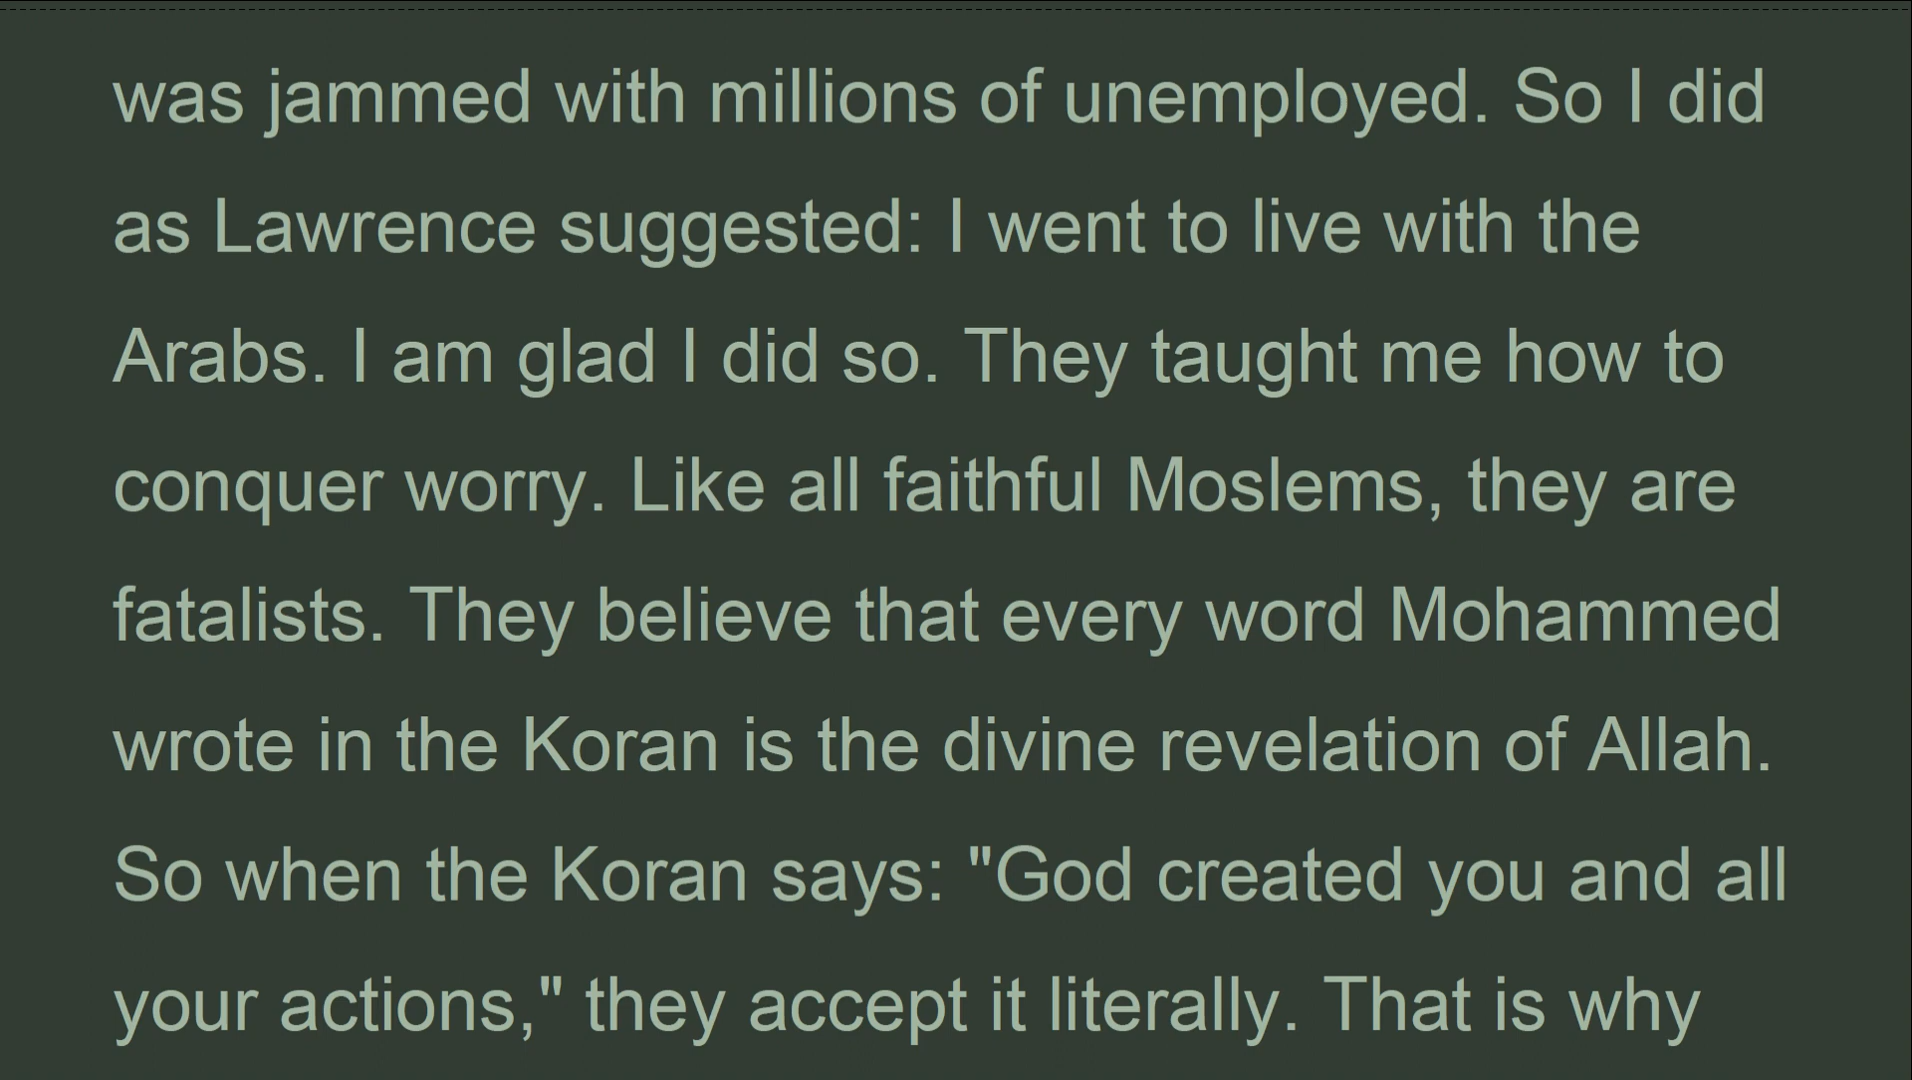 was jammed with millions of unemployed. So I did
as Lawrence suggested: I went to live with the
Arabs. I am glad I did so. They taught me how to
conquer worry. Like all faithful Moslems, they are
fatalists. They believe that every word Mohammed
wrote in the Koran is the divine revelation of Allah.
So when the Koran says: "God created you and all
your actions," they accept it literally. That is why